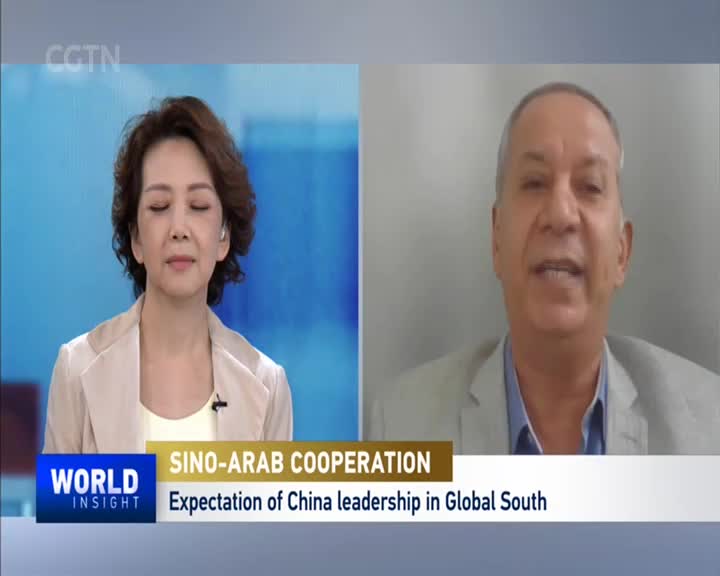 CGTN
SINO-ARAB COOPERATION
WORLD
INSIGHT
Expectation of China leadership in Global South